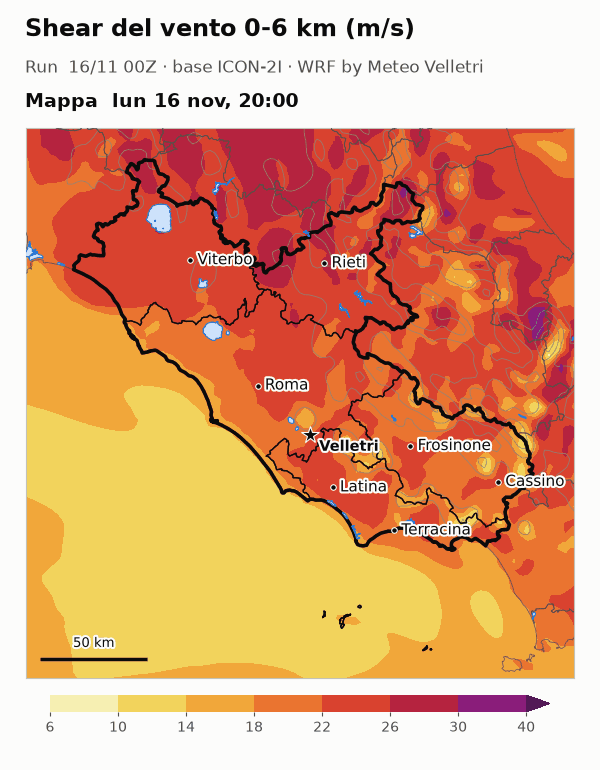 Shear del vento 0-6 km (m/s)
Run 16/11 00Z · base ICON-2I · WRF by Meteo Velletri
Mappa lun 16 nov, 20:00
Viterbo
Rieti
Roma
Velletri
Frosinone
Cassino
Latina
Terracina
50 km
6 10 14 18 22 26 30 40